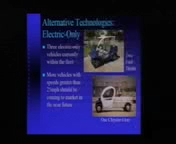 Alternative Technologies:
Electric-Only
Three electric-only
vehicles currently
within the fleet
More vehicles with
speeds greater than
25mph should be
coming to market in
the near future